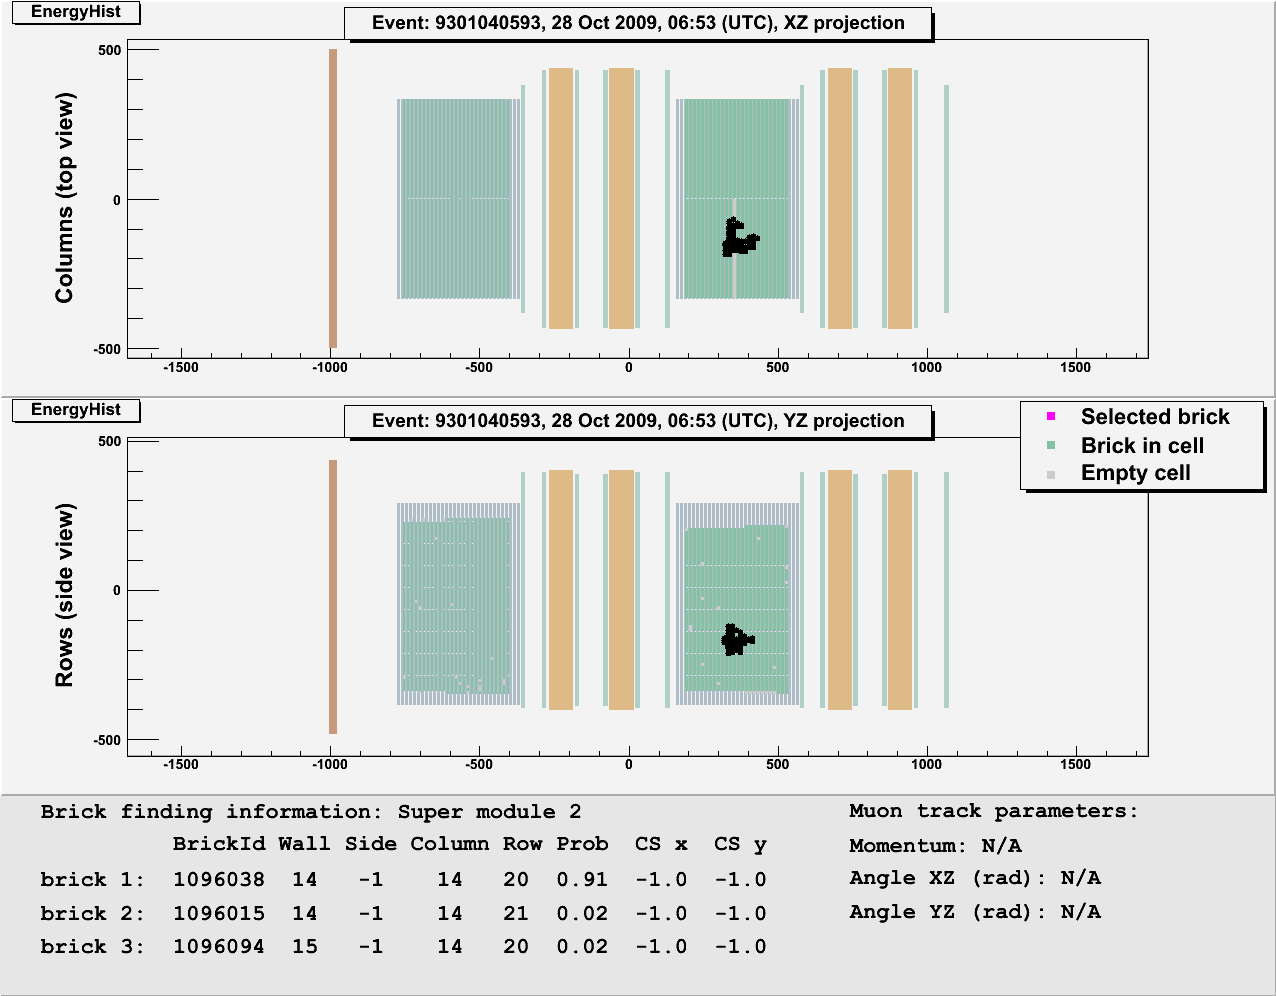 EnergyHist
Event: 9301040593, 28 Oct 2009, 06:53 (UTC), XZ projection
Columns (top view)
500
0
-500
-1500 -1000 -500 0 500 1000 1500
EnergyHist
Event: 9301040593, 28 Oct 2009, 06:53 (UTC), YZ projection
Selected brick
Brick in cell
Empty cell
Rows (side view)
500
0
-500
-1500 -1000 -500 0 500 1000 1500
Brick finding information: Super module 2
BrickId Wall Side Column Row Prob CS x CS y
brick 1: 1096038 14 -1 14 20 0.91 -1.0 -1.0
brick 2: 1096015 14 -1 14 21 0.02 -1.0 -1.0
brick 3: 1096094 15 -1 14 20 0.02 -1.0 -1.0
Muon track parameters:
Momentum: N/A
Angle XZ (rad): N/A
Angle YZ (rad): N/A